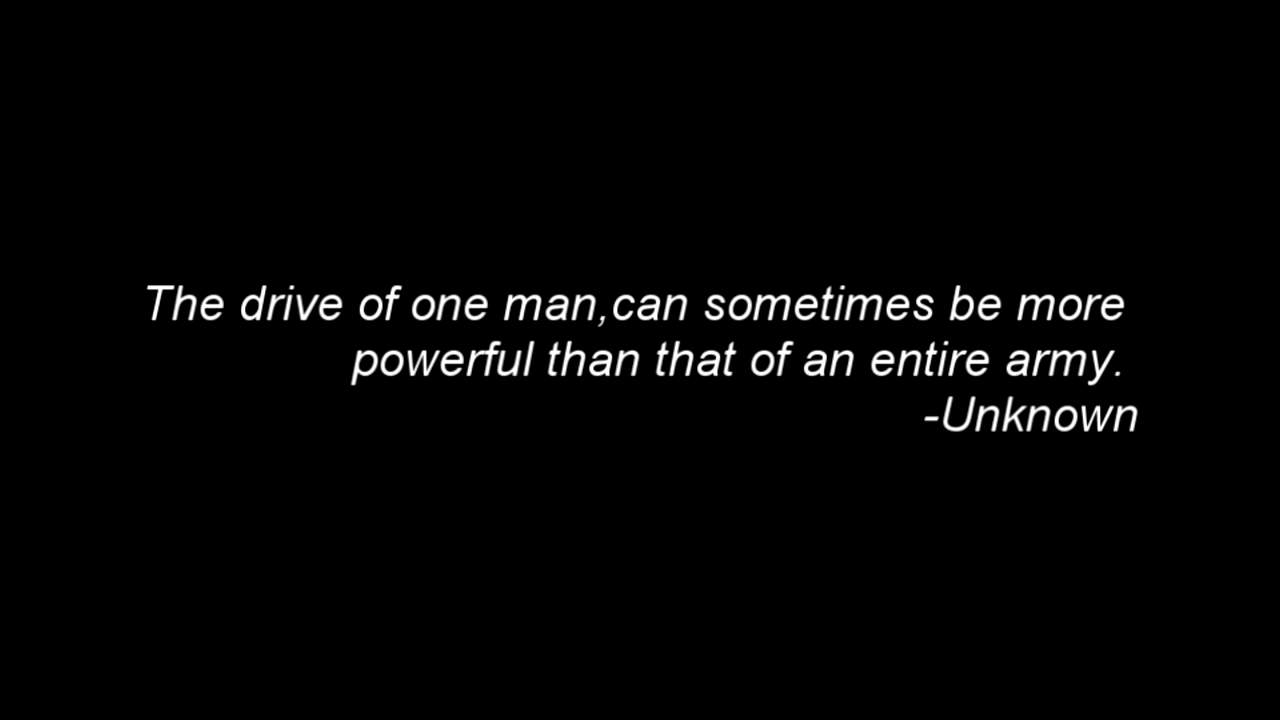 The drive of one man,can sometimes be more
powerful than that of an entire army.
-Unknown